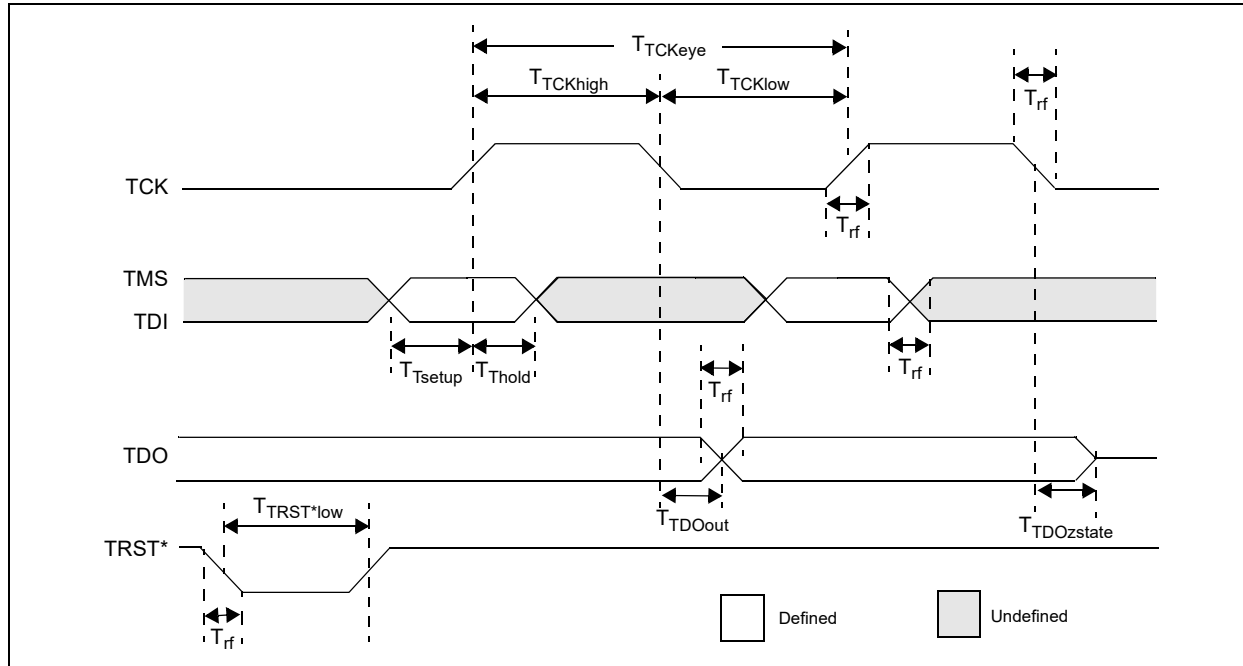 TTCKeye
TTCKhigh
TTCKlow
Trf
TCK
Trf
TMS
TDI
TTsetup
TThold
Trf
Trf
TDO
TTRST*low
TTDOout
TTDOzstate
TRST*
Trf
Defined
Undefined